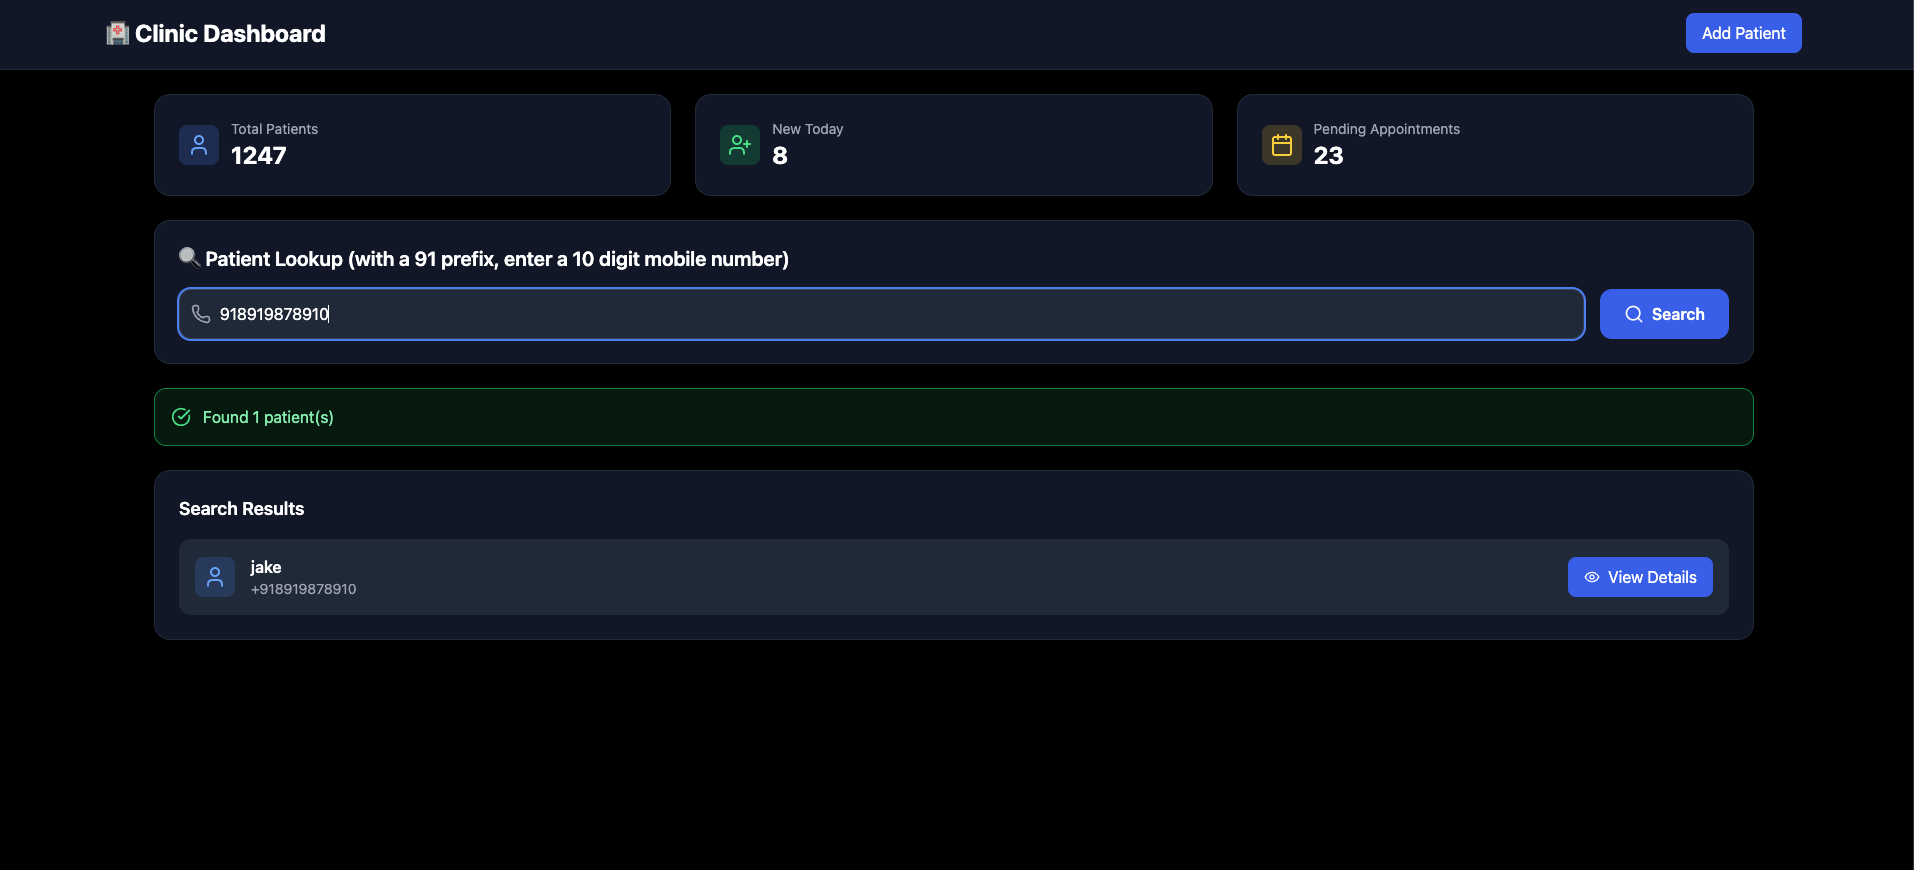 Clinic Dashboard
Add Patient
Total Patients
1247
New Today
8
Pending Appointments
23
Patient Lookup (with a 91 prefix, enter a 10 digit mobile number)
918919878910
Search
Found 1 patient(s)
Search Results
jake
+918919878910
View Details